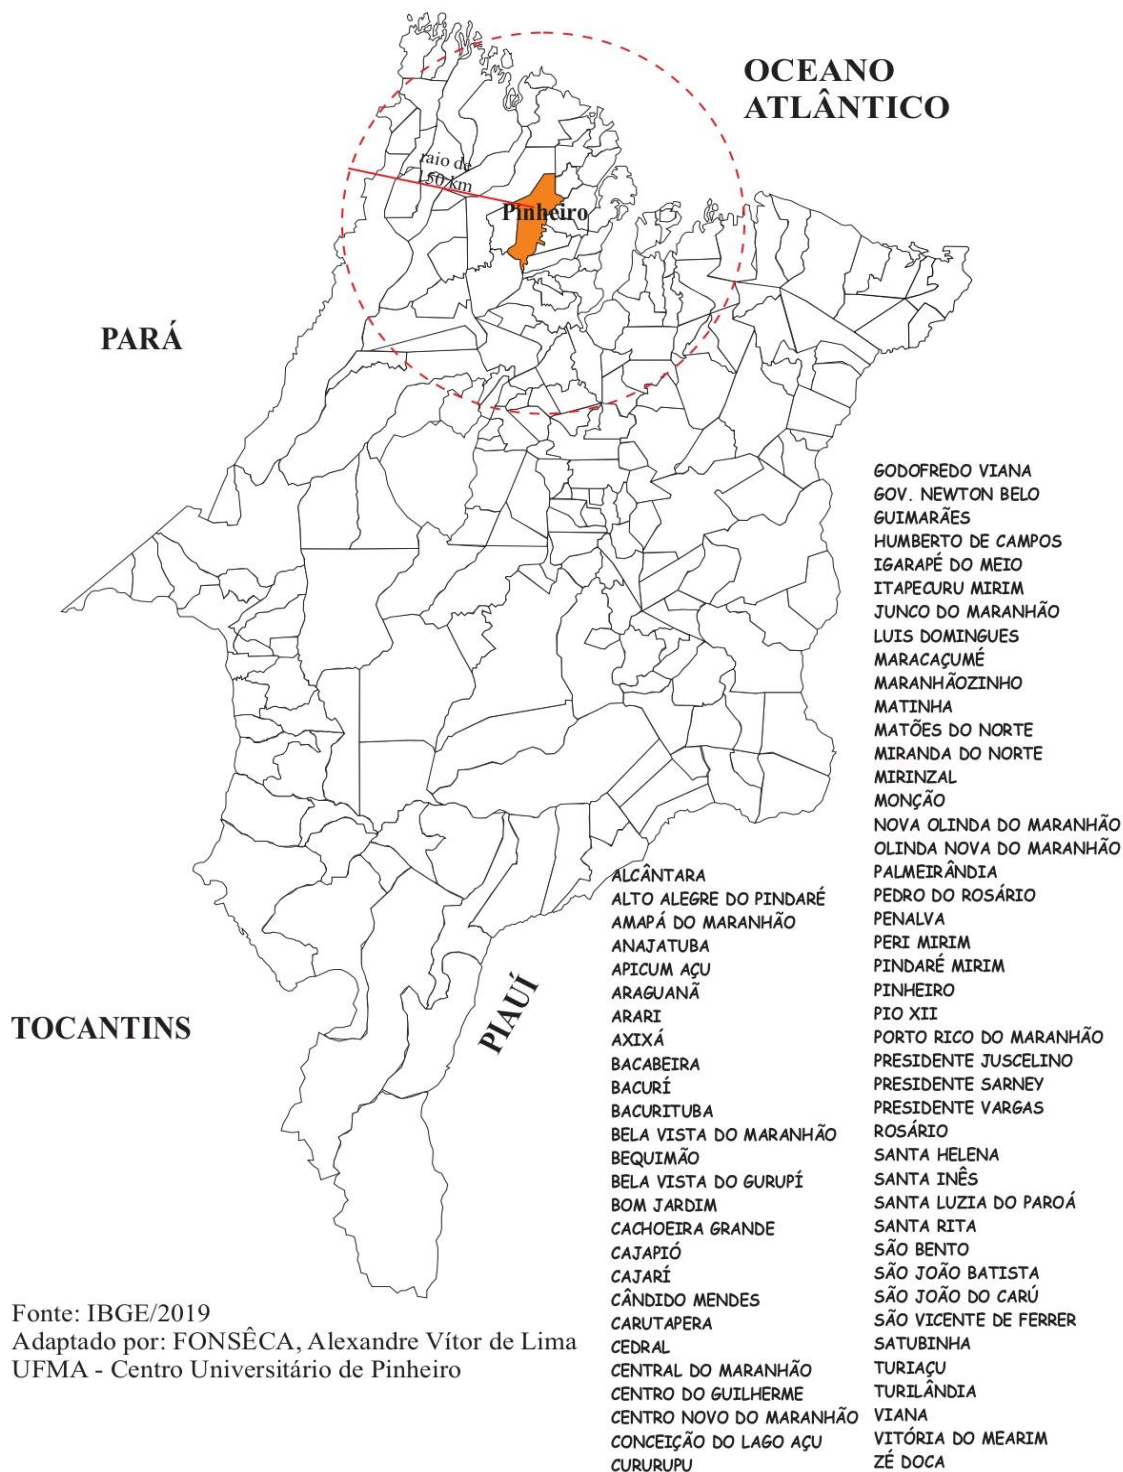 OCEANO
ATLÂNTICO
raio de
150 km
Pinheiro
PARÁ
TOCANTINS
PIAUÍ
ALCÂNTARA
ALTO ALEGRE DO PINDARÉ
AMAPÁ DO MARANHÃO
ANAJATUBA
APICUM AÇU
ARAGUANÃ
ARARI
AXIXÁ
BACABEIRA
BACURÍ
BACURITUBA
BELA VISTA DO MARANHÃO
BEQUIMÃO
BELA VISTA DO GURUPÍ
BOM JARDIM
CACHOEIRA GRANDE
CAJAPIÓ
CAJARÍ
CÂNDIDO MENDES
CARUTAPERA
CEDRAL
CENTRAL DO MARANHÃO
CENTRO DO GUILHERME
CENTRO NOVO DO MARANHÃO
CONCEIÇÃO DO LAGO AÇU
CURURUPU
GODOFREDO VIANA
GOV. NEWTON BELO
GUIMARÃES
HUMBERTO DE CAMPOS
IGARAPÉ DO MEIO
ITAPECURU MIRIM
JUNCO DO MARANHÃO
LUIS DOMINGUES
MARACAÇUMÉ
MARANHÃOZINHO
MATINHA
MATÕES DO NORTE
MIRANDA DO NORTE
MIRINZAL
MONÇÃO
NOVA OLINDA DO MARANHÃO
OLINDA NOVA DO MARANHÃO
PALMEIRÂNDIA
PEDRO DO ROSÁRIO
PENALVA
PERI MIRIM
PINDARÉ MIRIM
PINHEIRO
PIO XII
PORTO RICO DO MARANHÃO
PRESIDENTE JUSCELINO
PRESIDENTE SARNEY
PRESIDENTE VARGAS
ROSÁRIO
SANTA HELENA
SANTA INÊS
SANTA LUZIA DO PAROÁ
SANTA RITA
SÃO BENTO
SÃO JOÃO BATISTA
SÃO JOÃO DO CARÚ
SÃO VICENTE DE FERRER
SATUBINHA
TURIAÇU
TURILÂNDIA
VIANA
VITÓRIA DO MEARIM
ZÉ DOCA
Fonte: IBGE/2019
Adaptado por: FONSÊCA, Alexandre Vítor de Lima
UFMA - Centro Universitário de Pinheiro